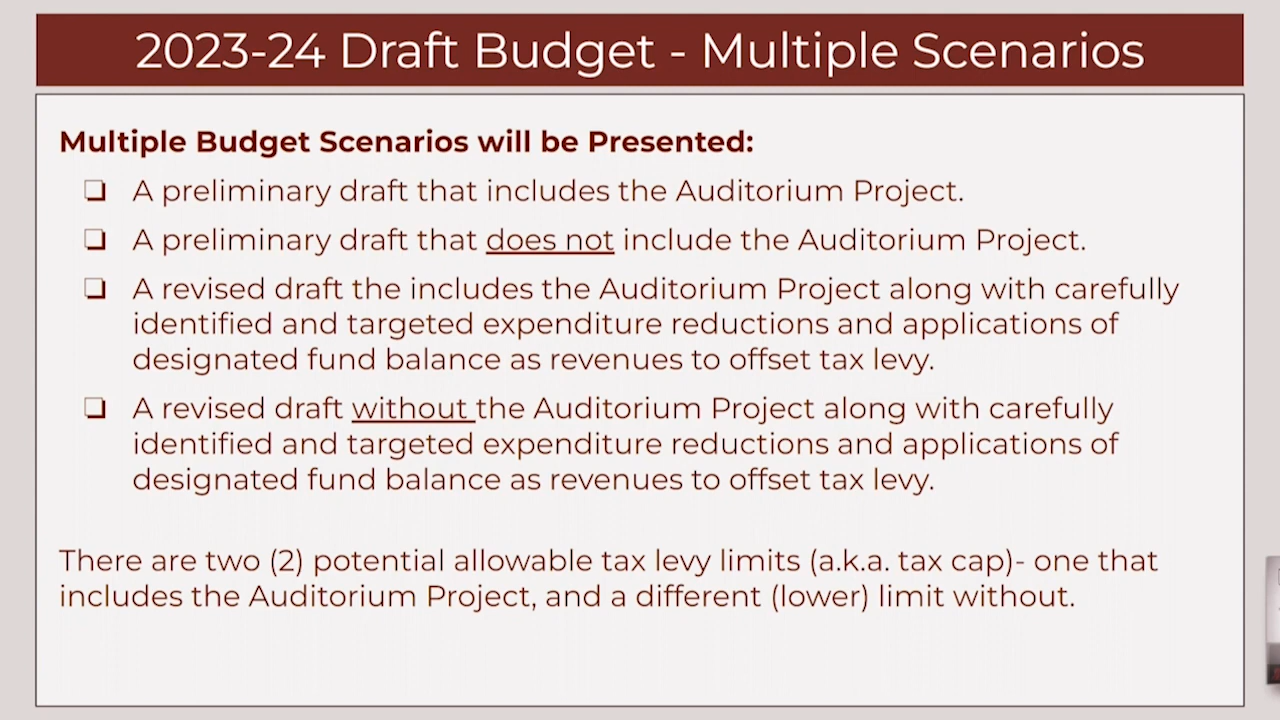 2023-24 Draft Budget - Multiple Scenarios
Multiple Budget Scenarios will be Presented:
❏ A preliminary draft that includes the Auditorium Project.
❏ A preliminary draft that does not include the Auditorium Project.
❏ A revised draft the includes the Auditorium Project along with carefully
identified and targeted expenditure reductions and applications of
designated fund balance as revenues to offset tax levy.
❏ A revised draft without the Auditorium Project along with carefully
identified and targeted expenditure reductions and applications of
designated fund balance as revenues to offset tax levy.
There are two (2) potential allowable tax levy limits (a.k.a. tax cap)- one that
includes the Auditorium Project, and a different (lower) limit without.